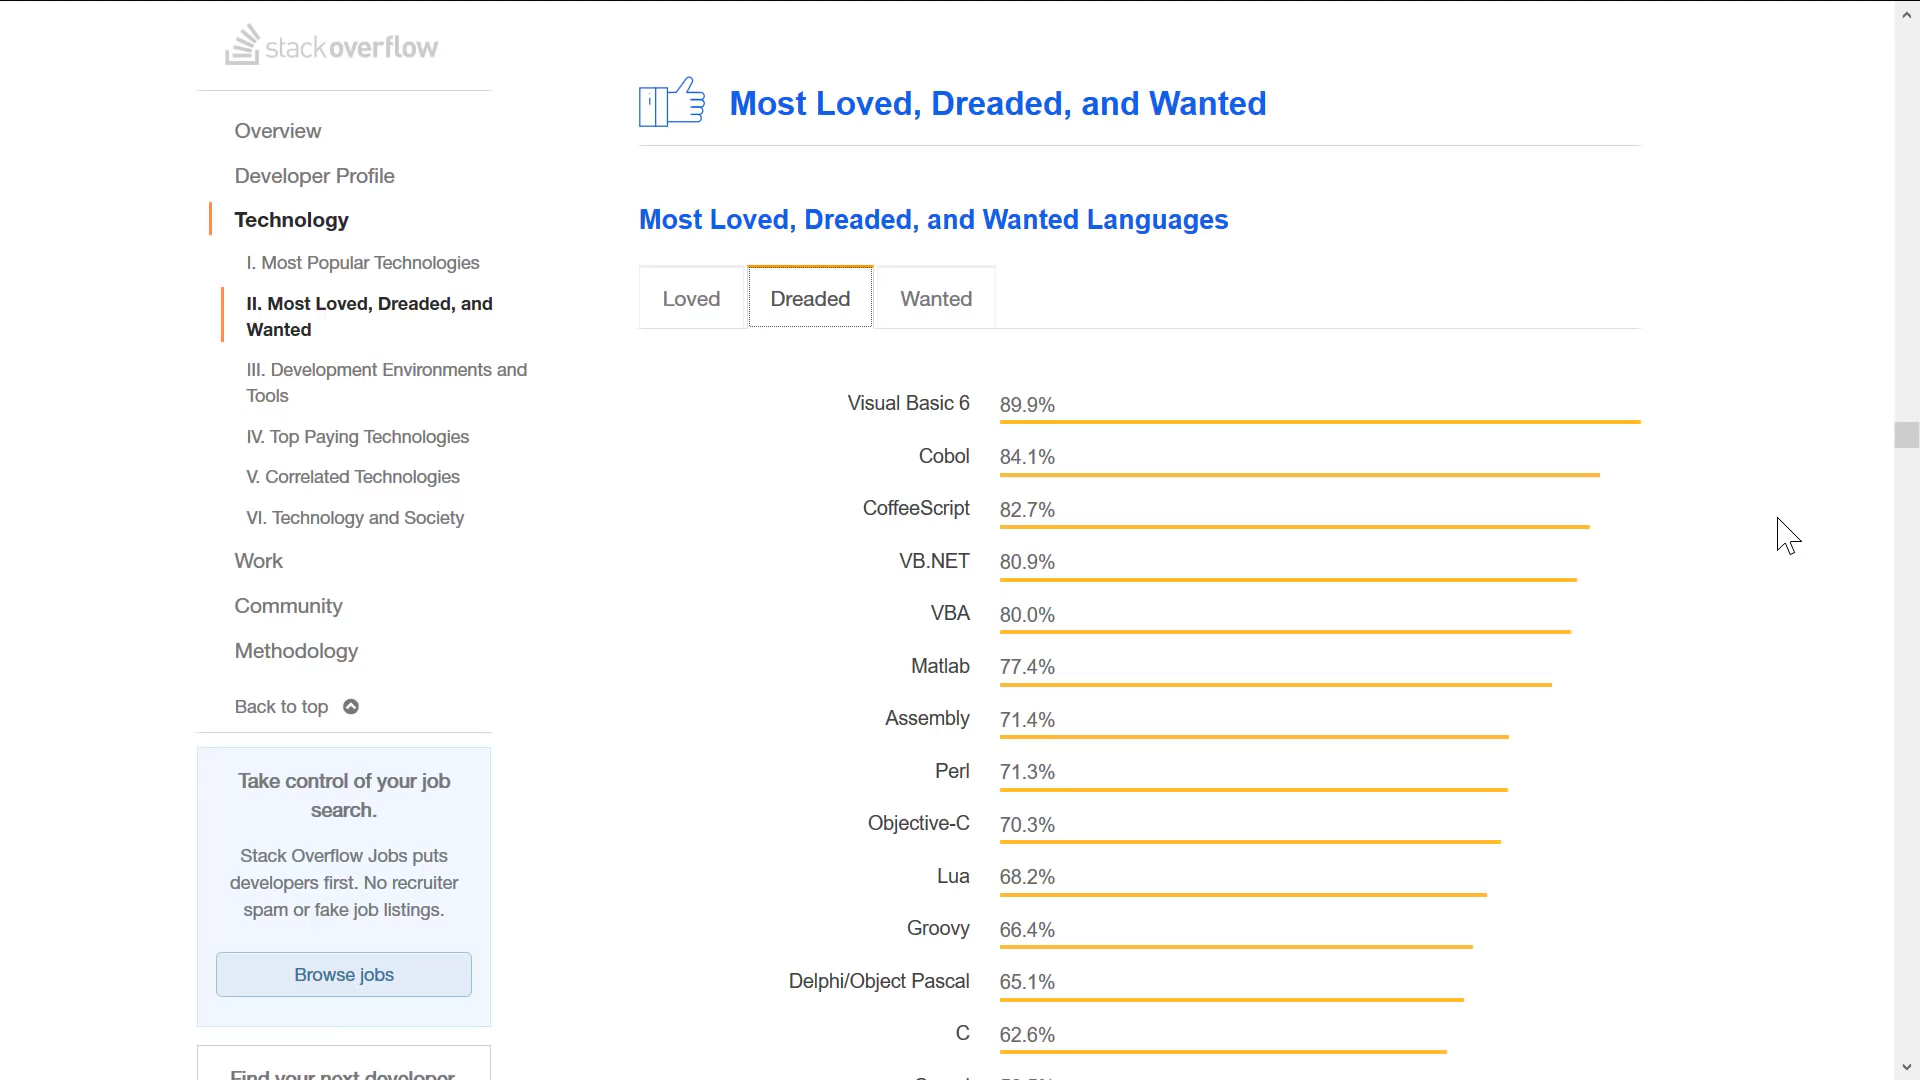 stackoverflow
Overview
Developer Profile
Technology
I. Most Popular Technologies
II. Most Loved, Dreaded, and
Wanted
III. Development Environments and
Tools
IV. Top Paying Technologies
V. Correlated Technologies
VI. Technology and Society
Work
Community
Methodology
Back to top
Take control of your job
search.
Stack Overflow Jobs puts
developers first. No recruiter
spam or fake job listings.
Browse jobs
Find your next developer
Most Loved, Dreaded, and Wanted
Most Loved, Dreaded, and Wanted Languages
Loved
Dreaded
Wanted
Visual Basic 6 89.9%
Cobol 84.1%
CoffeeScript 82.7%
VB.NET 80.9%
VBA 80.0%
Matlab 77.4%
Assembly 71.4%
Perl 71.3%
Objective-C 70.3%
Lua 68.2%
Groovy 66.4%
Delphi/Object Pascal 65.1%
C 62.6%